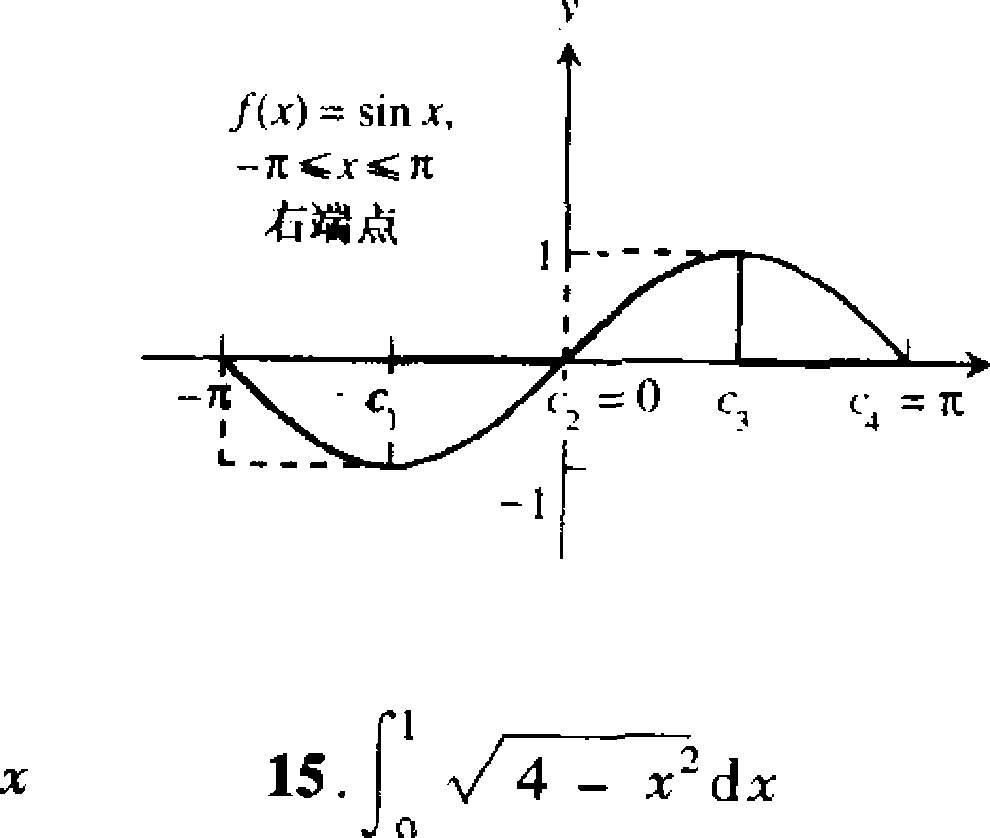 y
f(x) = sin x,
-π ≤ x ≤ π
右端点
1
-π c₁ c₂ = 0 c₃ c₄ = π
-1
x 15. ∫₀¹ √(4 - x²) dx